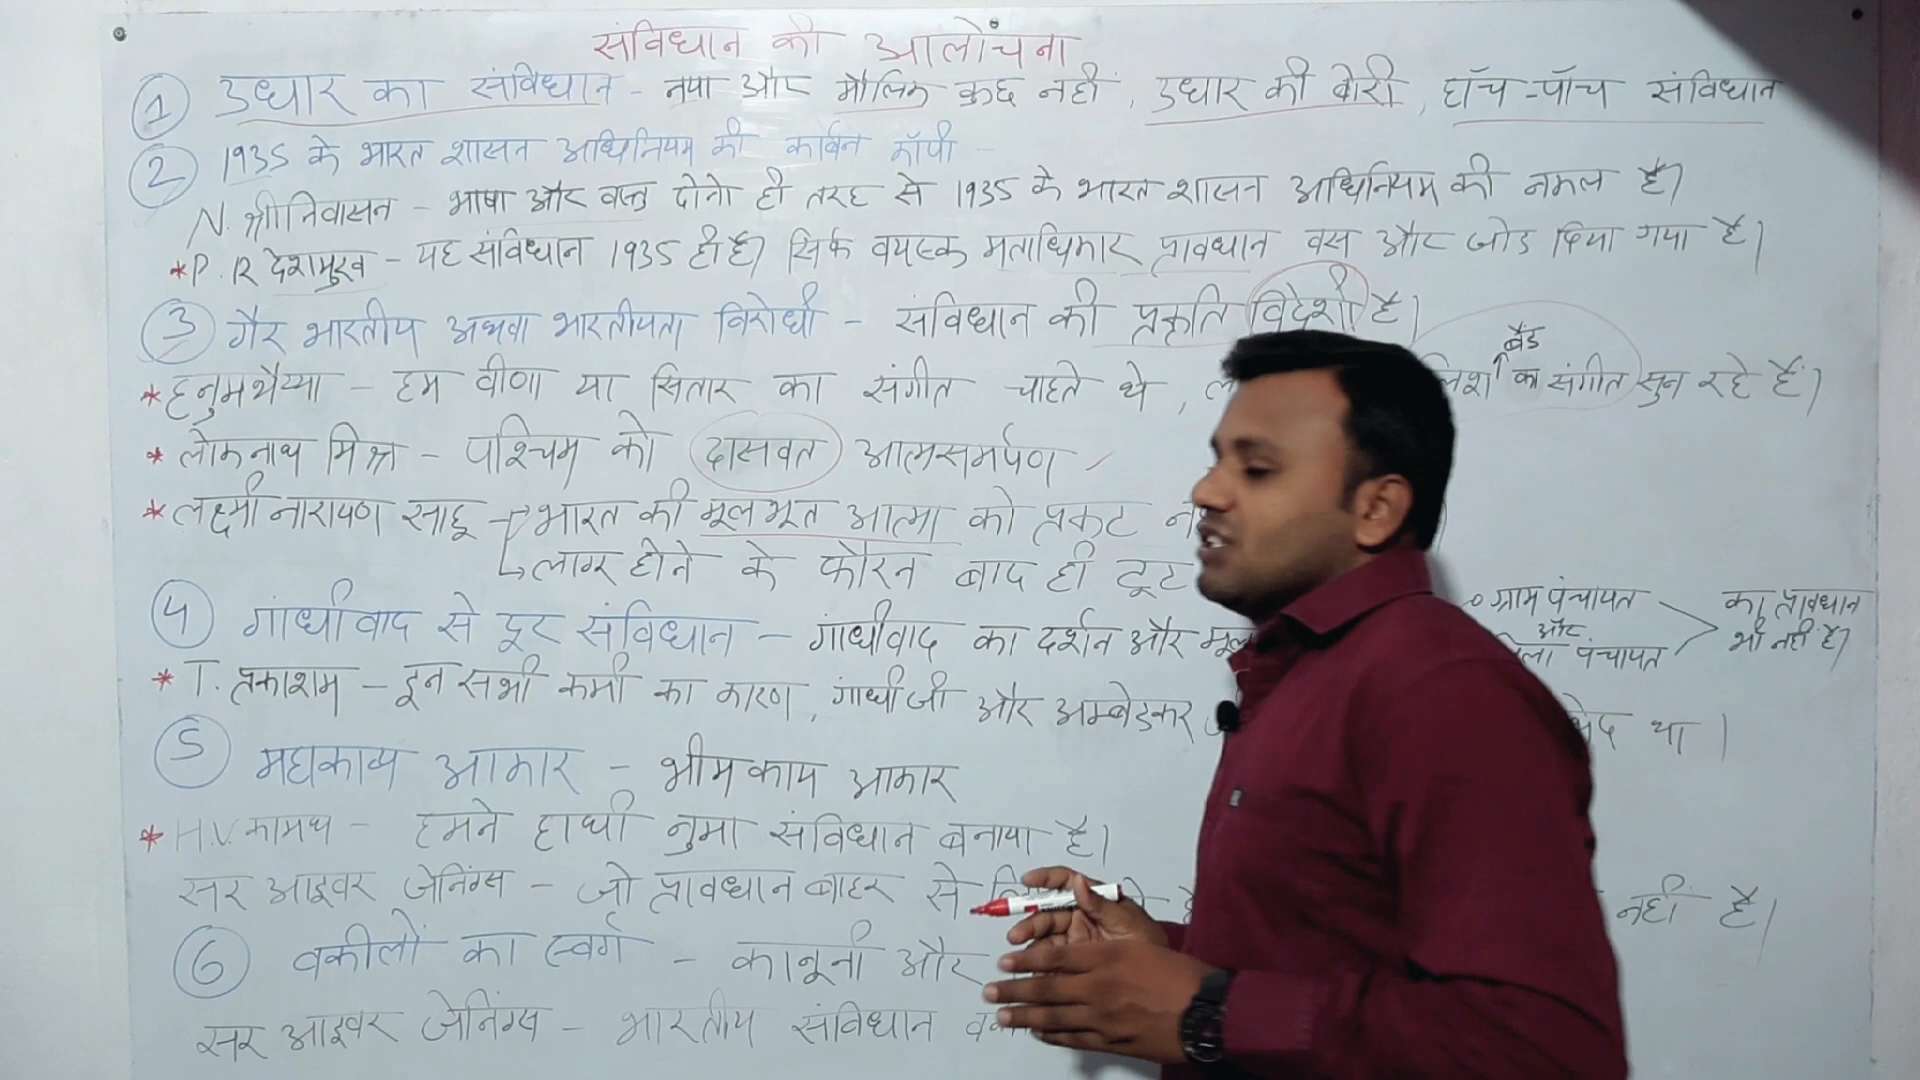 संविधान की आलोचना
① उधार का संविधान - नया और मौलिक कुछ नहीं, उधार की बोरी, हॉच-पॉच संविधान
② 1935 के भारत शासन अधिनियम की कार्बन कॉपी -
N. श्रीनिवासन - भाषा और वस्तु दोनो ही तरह से 1935 के भारत शासन अधिनियम की नकल है।
* P. R देशमुख - यह संविधान 1935 ही है। सिर्फ वयस्क मताधिकार प्रावधान बस और जोड दिया गया है।
③ गैर भारतीय अथवा भारतीयता विरोधी - संविधान की प्रकृति विदेशी है।
* हनुमथैय्या - हम वीणा या सितार का संगीत चाहते थे, बैंड का संगीत सुन रहे हैं।
* लोकनाथ मिश्र - पश्चिम को दासवत आत्मसमर्पण
* लक्ष्मी नारायण साहू → भारत की मूलभूत आत्मा को प्रकट
→ लागू होने के फौरन बाद ही टूट
④ गांधीवाद से दूर संविधान - गांधीवाद का दर्शन और ० ग्राम पंचायत और पंचायत का प्रावधान भी नहीं है।
* T. प्रकाशम - इन सभी कमी का कारण, गांधी जी और अम्बेडकर था।
⑤ महाकाव्य आकार - भीमकाय आकार
* H.V. कामथ - हमने हाथी नुमा संविधान बनाया है।
सर आइवर जेनिंग्स - जो प्रावधान बाहर से नहीं है।
⑥ वकीलों का स्वर्ग - कानूनी और
सर आइवर जेनिंग्स - भारतीय संविधान